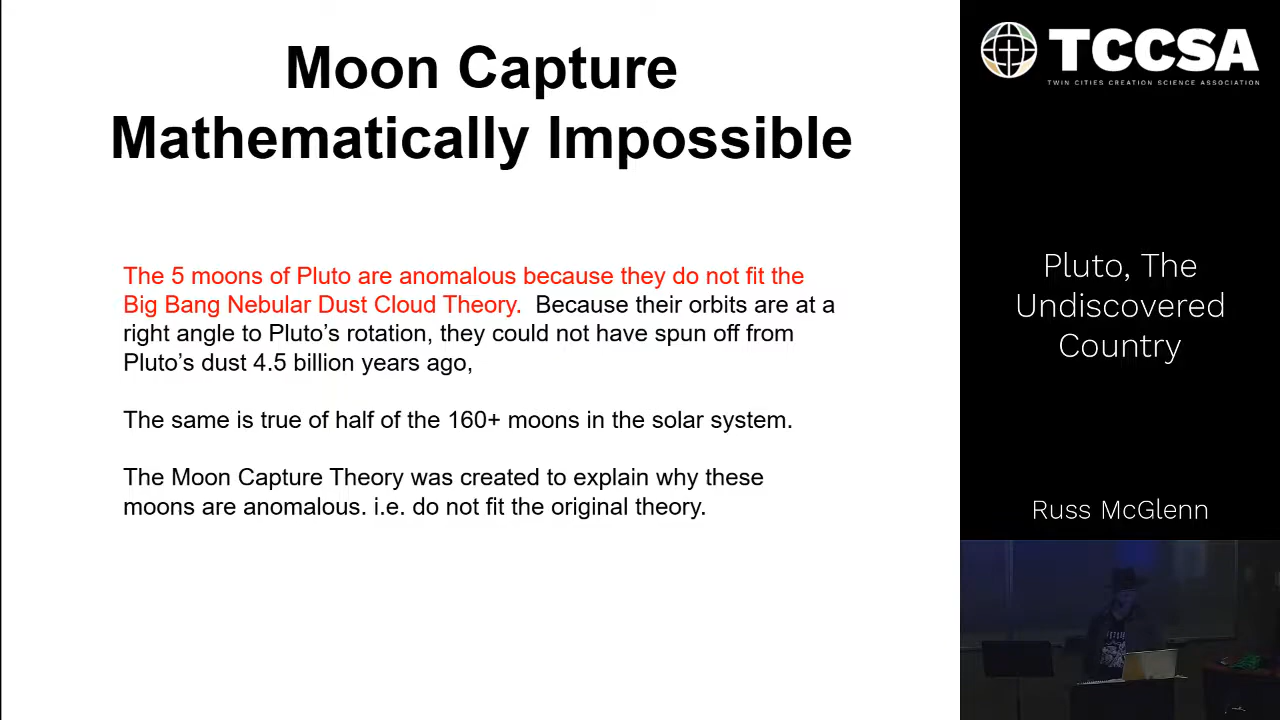 Moon Capture
Mathematically Impossible
The 5 moons of Pluto are anomalous because they do not fit the
Big Bang Nebular Dust Cloud Theory.  Because their orbits are at a
right angle to Pluto’s rotation, they could not have spun off from
Pluto’s dust 4.5 billion years ago,
The same is true of half of the 160+ moons in the solar system.
The Moon Capture Theory was created to explain why these
moons are anomalous. i.e. do not fit the original theory.
TCCSA
TWIN CITIES CREATION SCIENCE ASSOCIATION
Pluto, The
Undiscovered
Country
Russ McGlenn